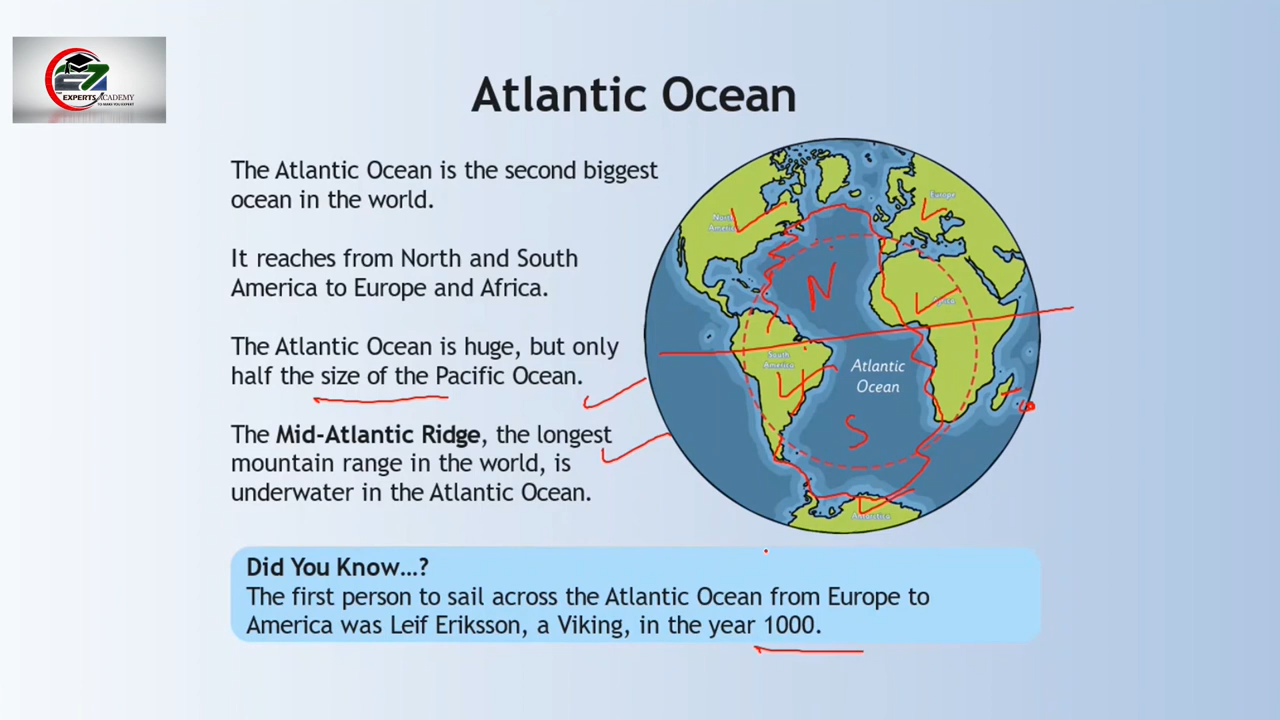 EXPERTS ACADEMY
TO MAKE YOU EXPERT
Atlantic Ocean
The Atlantic Ocean is the second biggest
ocean in the world.
It reaches from North and South
America to Europe and Africa.
The Atlantic Ocean is huge, but only
half the size of the Pacific Ocean.
The Mid-Atlantic Ridge, the longest
mountain range in the world, is
underwater in the Atlantic Ocean.
North
America
Europe
Africa
N
South
America
Atlantic
Ocean
S
Antarctica
Did You Know...?
The first person to sail across the Atlantic Ocean from Europe to
America was Leif Eriksson, a Viking, in the year 1000.